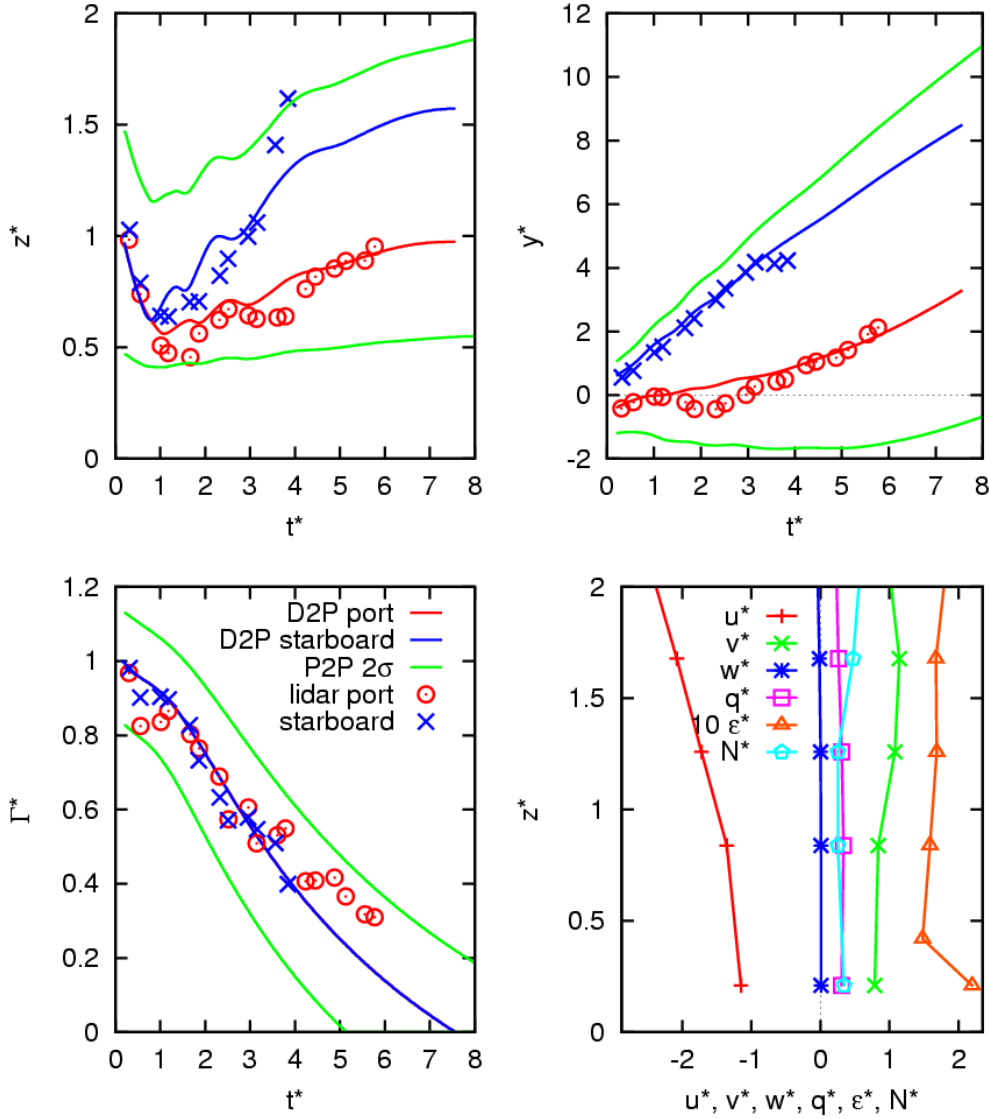 2
1.5
1
0.5
0
z*
0 1 2 3 4 5 6 7 8
t*
12
10
8
6
4
2
0
-2
y*
0 1 2 3 4 5 6 7 8
t*
1.2
1
0.8
0.6
0.4
0.2
0
Γ*
D2P port
D2P starboard
P2P 2σ
lidar port
starboard
0 1 2 3 4 5 6 7 8
t*
2
1.5
1
0.5
0
z*
u*
v*
w*
q*
10 ε*
N*
-2 -1 0 1 2
u*, v*, w*, q*, ε*, N*